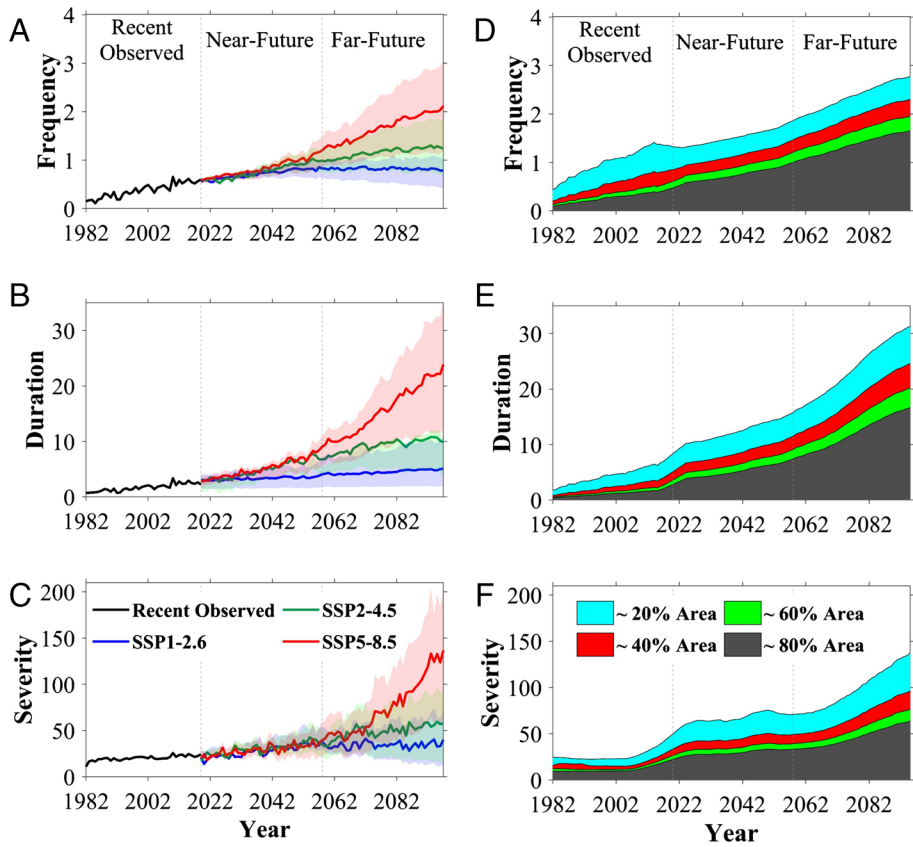 A
Recent
Observed
Near-Future
Far-Future
Frequency
4
3
2
1
0
1982 2002 2022 2042 2062 2082
D
Recent
Observed
Near-Future
Far-Future
Frequency
4
3
2
1
0
1982 2002 2022 2042 2062 2082
B
Duration
30
20
10
0
1982 2002 2022 2042 2062 2082
E
Duration
30
20
10
0
1982 2002 2022 2042 2062 2082
C
Recent Observed
SSP2-4.5
SSP1-2.6
SSP5-8.5
Severity
200
150
100
50
0
1982 2002 2022 2042 2062 2082
Year
F
~ 20% Area
~ 60% Area
~ 40% Area
~ 80% Area
Severity
200
150
100
50
0
1982 2002 2022 2042 2062 2082
Year